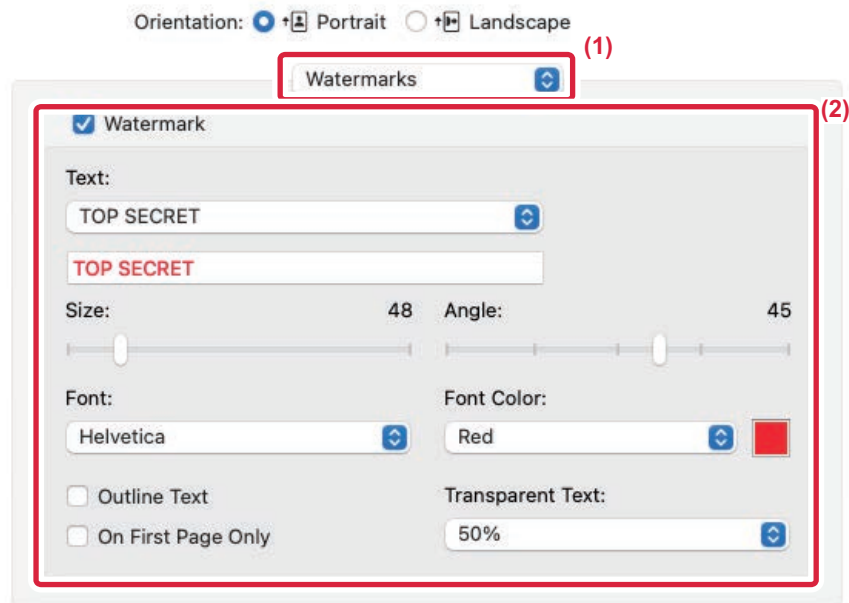 Orientation: Portrait Landscape
(1)
Watermarks
(2)
Watermark
Text:
TOP SECRET
TOP SECRET
Size: 48 Angle: 45
Font: Font Color:
Helvetica Red
Outline Text Transparent Text:
On First Page Only 50%